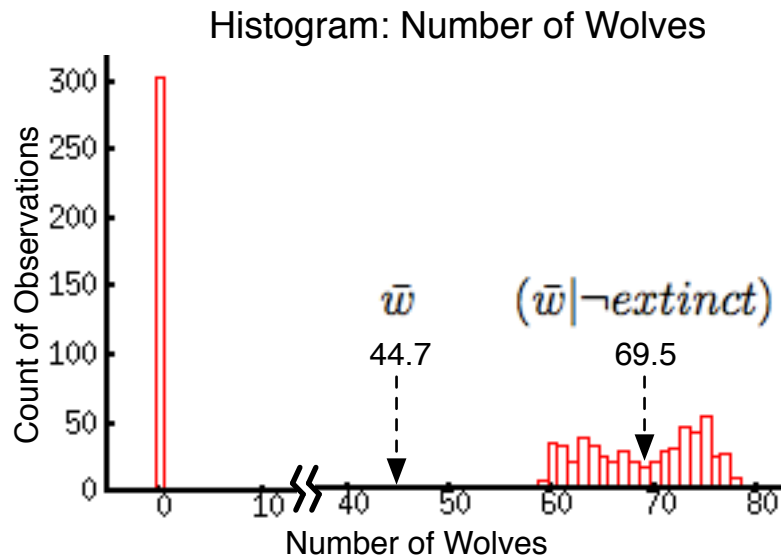 Histogram: Number of Wolves
Count of Observations
300
250
200
150
100
50
0
w̄
44.7
(w̄|¬extinct)
69.5
0 10 40 50 60 70 80
Number of Wolves